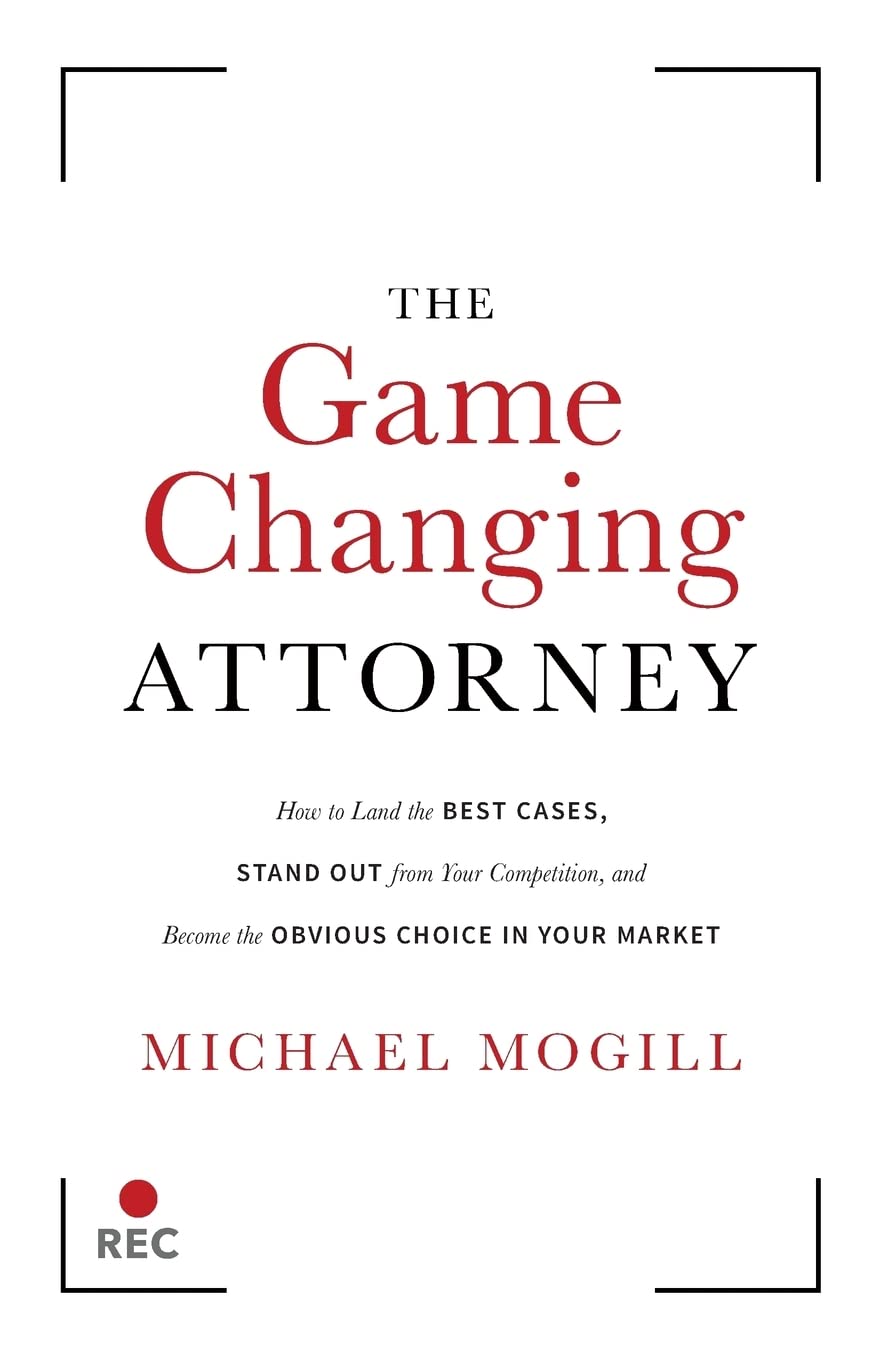 THE
Game
Changing
ATTORNEY
How to Land the BEST CASES,
STAND OUT from Your Competition, and
Become the OBVIOUS CHOICE IN YOUR MARKET
MICHAEL MOGILL
REC